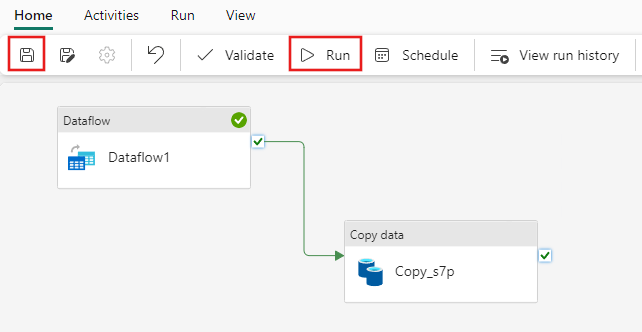 Home Activities Run View
Validate Run Schedule View run history
Dataflow
Dataflow1
Copy data
Copy_s7p